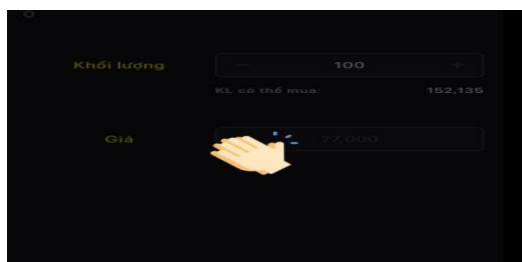 Khối lượng
100
KL có thể mua: 152,135
Giá
27,000